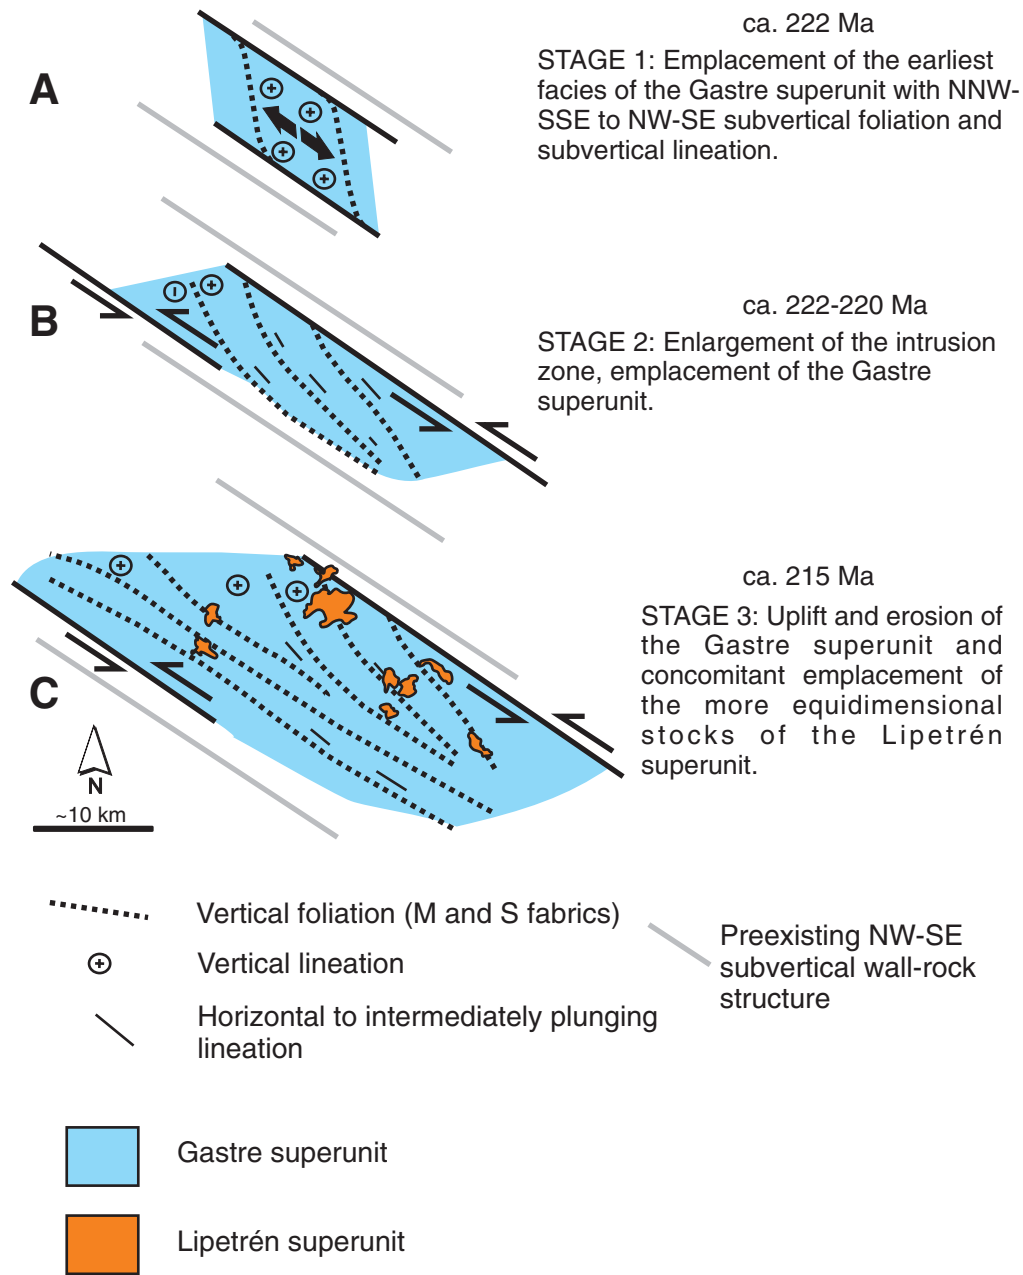 A
ca. 222 Ma
STAGE 1: Emplacement of the earliest
facies of the Gastre superunit with NNW-
SSE to NW-SE subvertical foliation and
subvertical lineation.
B
ca. 222-220 Ma
STAGE 2: Enlargement of the intrusion
zone, emplacement of the Gastre
superunit.
C
ca. 215 Ma
STAGE 3: Uplift and erosion of
the Gastre superunit and
concomitant emplacement of
the more equidimensional
stocks of the Lipetrén
superunit.
N
~10 km
Vertical foliation (M and S fabrics)
Vertical lineation
Horizontal to intermediately plunging
lineation
Preexisting NW-SE
subvertical wall-rock
structure
Gastre superunit
Lipetrén superunit